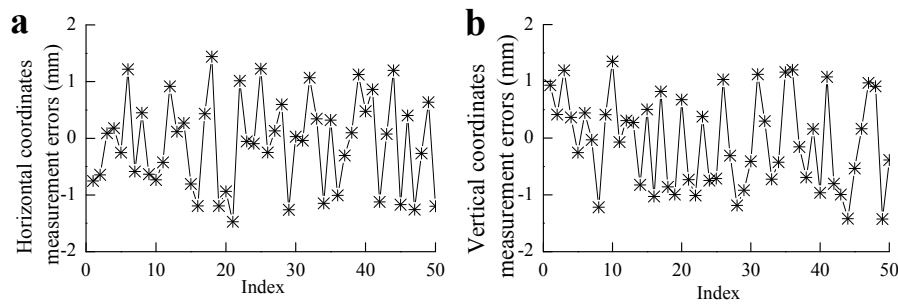 a
Horizontal coordinates
measurement errors (mm)
2
1
0
-1
-2
0 10 20 30 40 50
Index
b
Vertical coordinates
measurement errors (mm)
2
1
0
-1
-2
0 10 20 30 40 50
Index